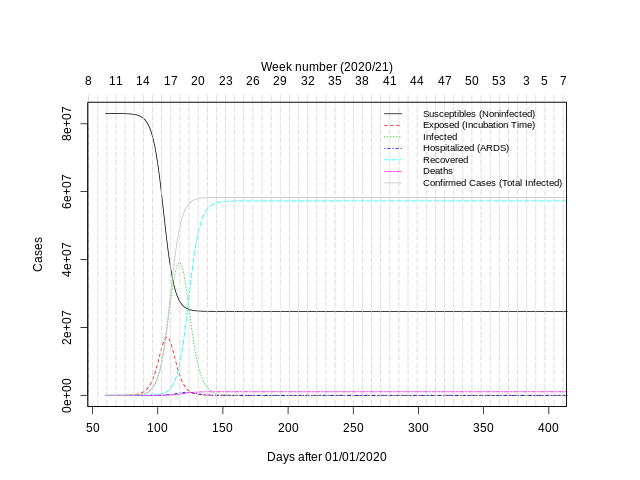 Week number (2020/21)
8 11 14 17 20 23 26 29 32 35 38 41 44 47 50 53 3 5 7
Susceptibles (Noninfected)
Exposed (Incubation Time)
Infected
Hospitalized (ARDS)
Recovered
Deaths
Confirmed Cases (Total Infected)
Cases
8e+07
6e+07
4e+07
2e+07
0e+00
50 100 150 200 250 300 350 400
Days after 01/01/2020